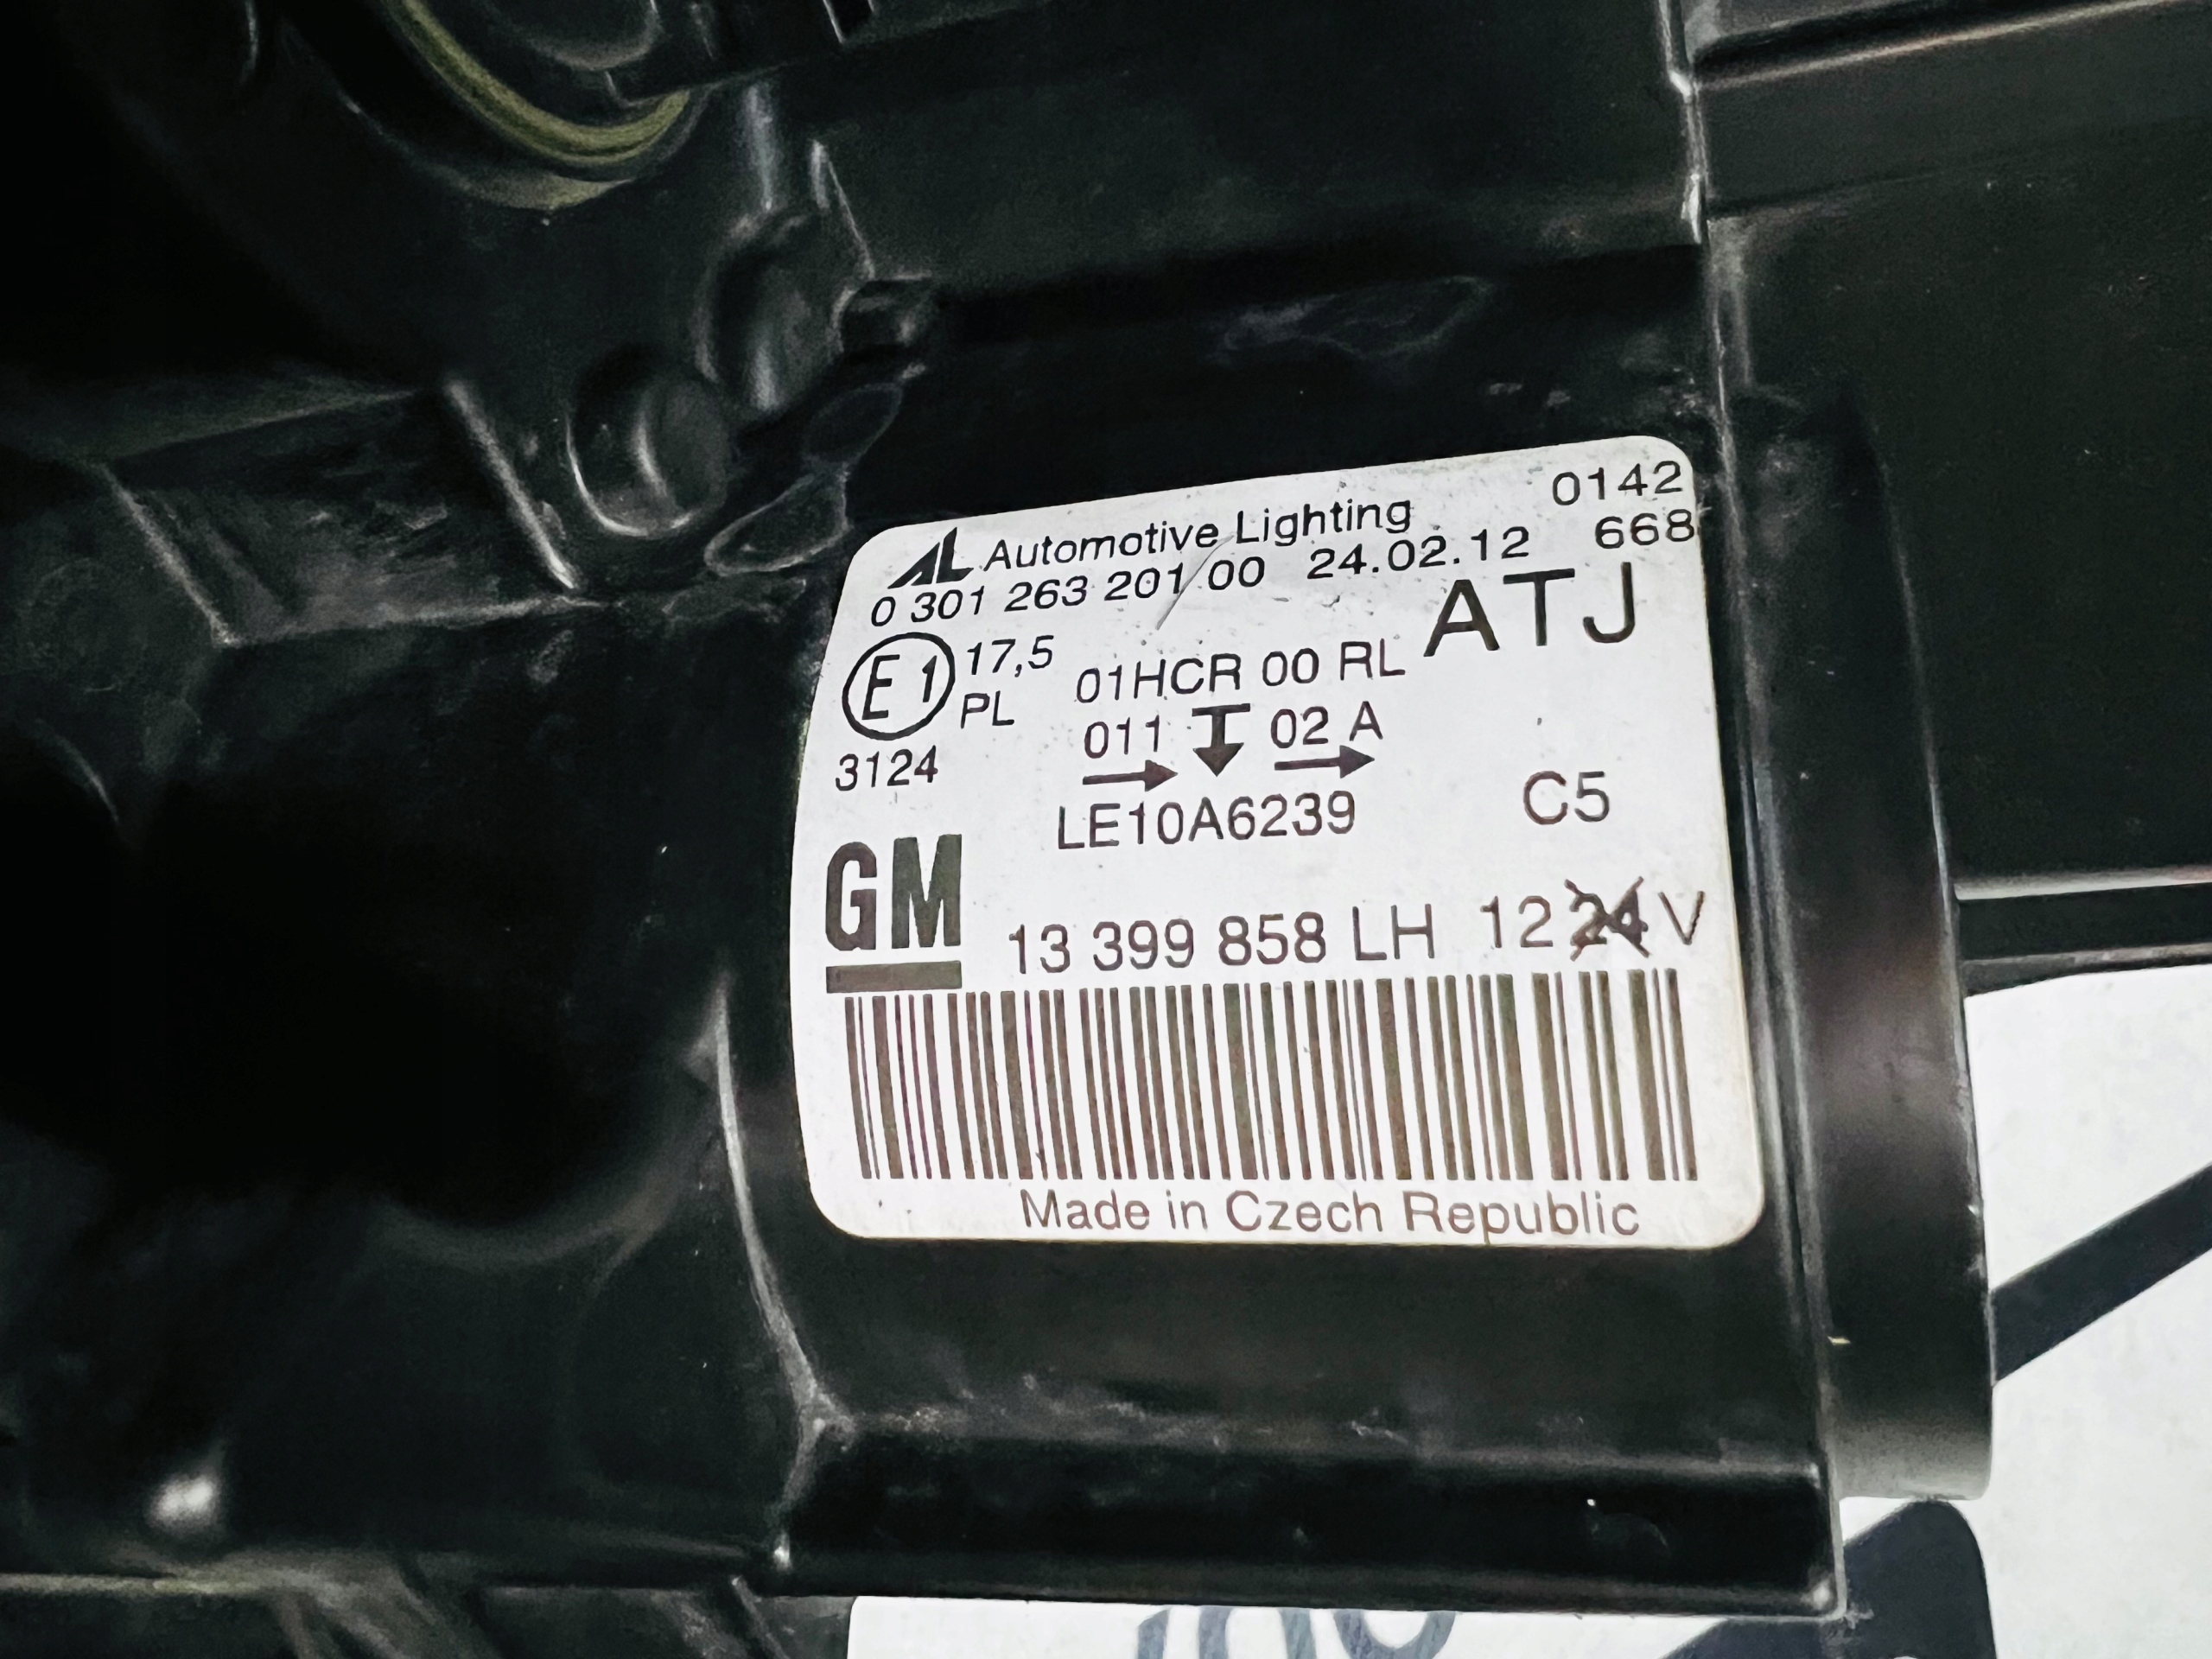 AL Automotive Lighting 0142
0 301 263 201 00 24.02.12 668
ATJ
E1 17,5 01HCR 00 RL
PL 011 02 A
3124
LE10A6239 C5
GM
13 399 858 LH 12 24 V
Made in Czech Republic